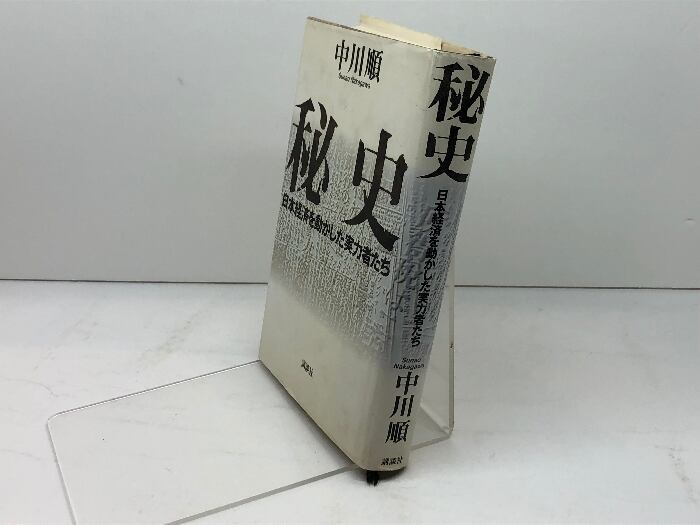 中川順
Sunao Nakagawa
秘史
日本経済を動かした実力者たち
講談社
秘史
日本経済を動かした実力者たち
Sunao
Nakagawa
中川順
講談社